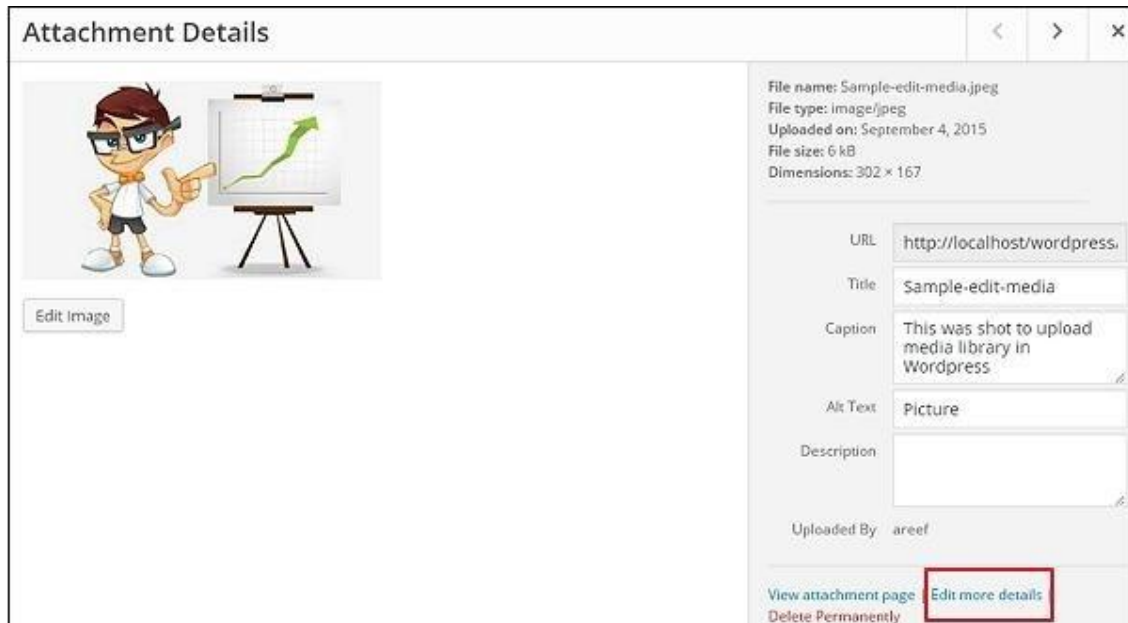 Attachment Details
File name: Sample-edit-media.jpeg
File type: image/jpeg
Uploaded on: September 4, 2015
File size: 6 kB
Dimensions: 302 × 167
URL http://localhost/wordpress
Title Sample-edit-media
Caption This was shot to upload
media library in
Wordpress
Alt Text Picture
Description
Uploaded By areef
Edit Image
View attachment page | Edit more details |
Delete Permanently